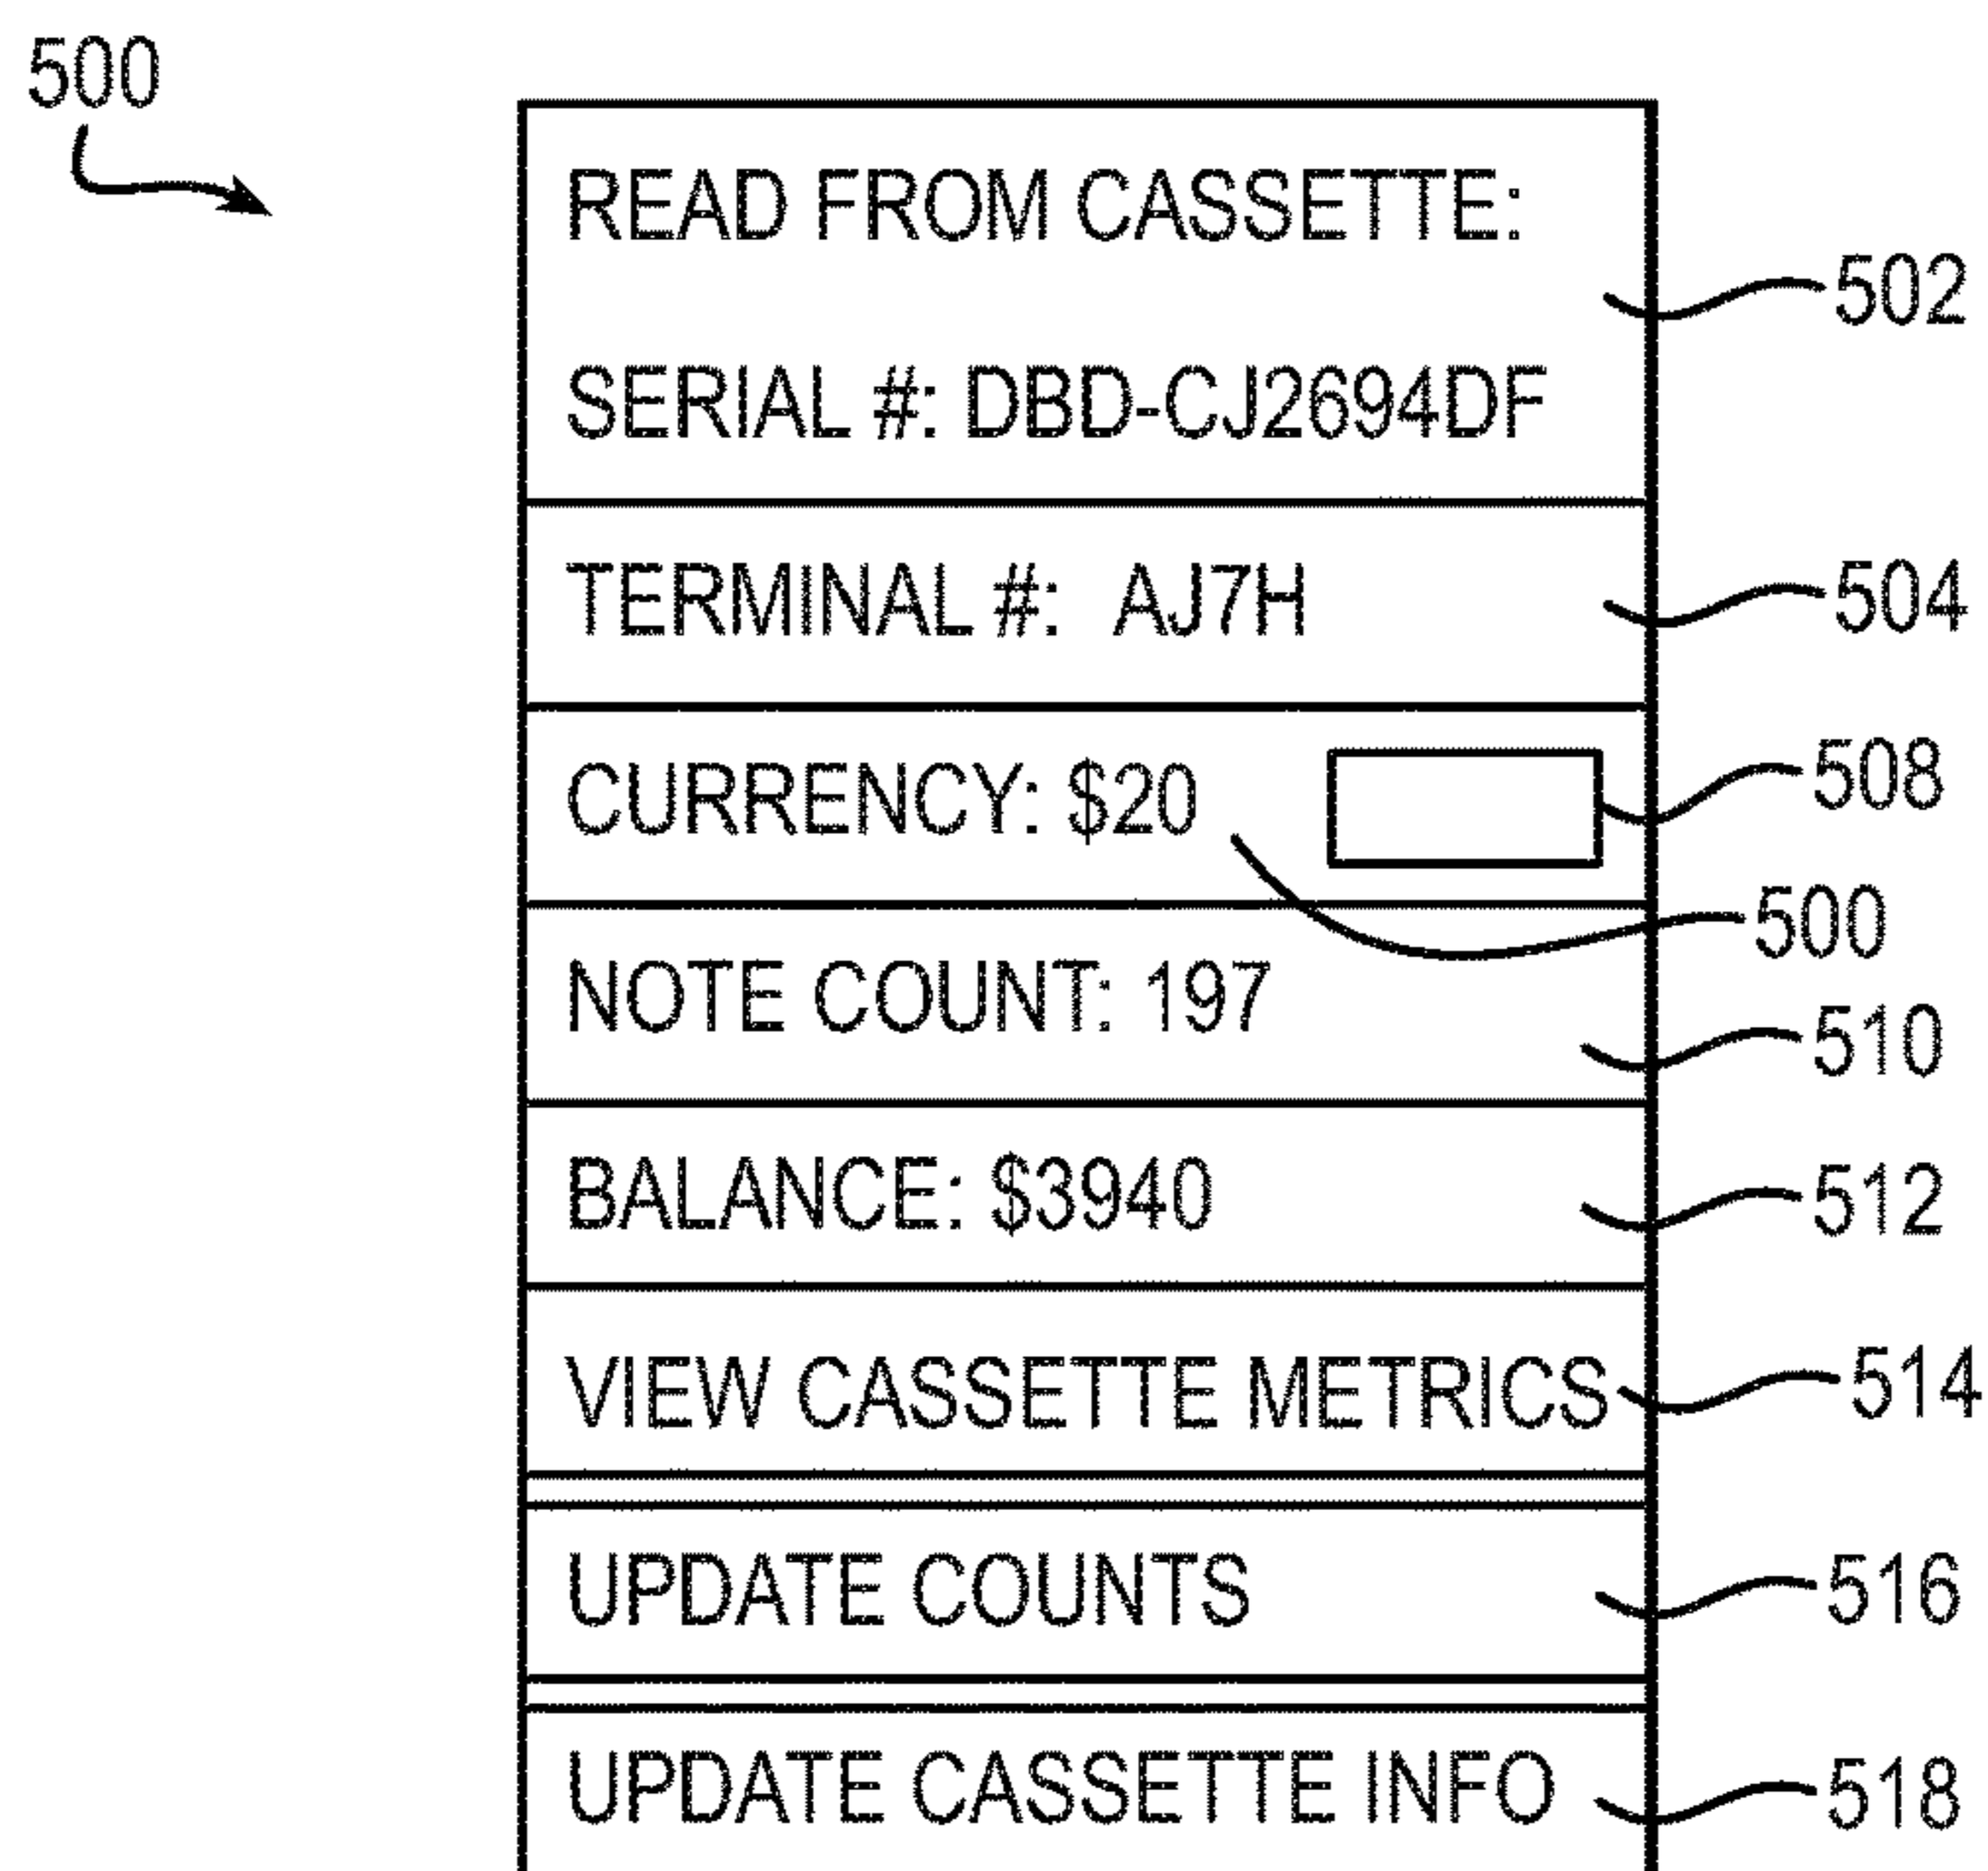 500
READ FROM CASSETTE:
502
SERIAL #: DBD-CJ2694DF
TERMINAL #: AJ7H
504
CURRENCY: $20
508
500
NOTE COUNT: 197
510
BALANCE: $3940
512
VIEW CASSETTE METRICS
514
UPDATE COUNTS
516
UPDATE CASSETTE INFO
518